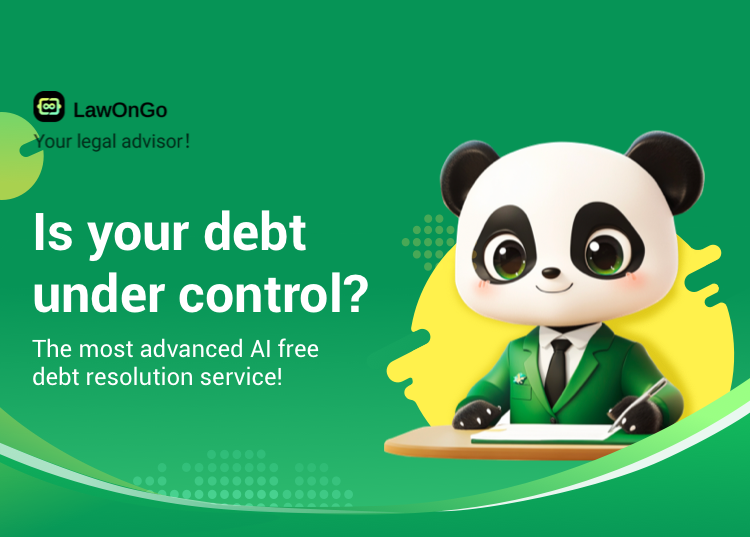 LawOnGo
Your legal advisor!
Is your debt
under control?
The most advanced AI free
debt resolution service!